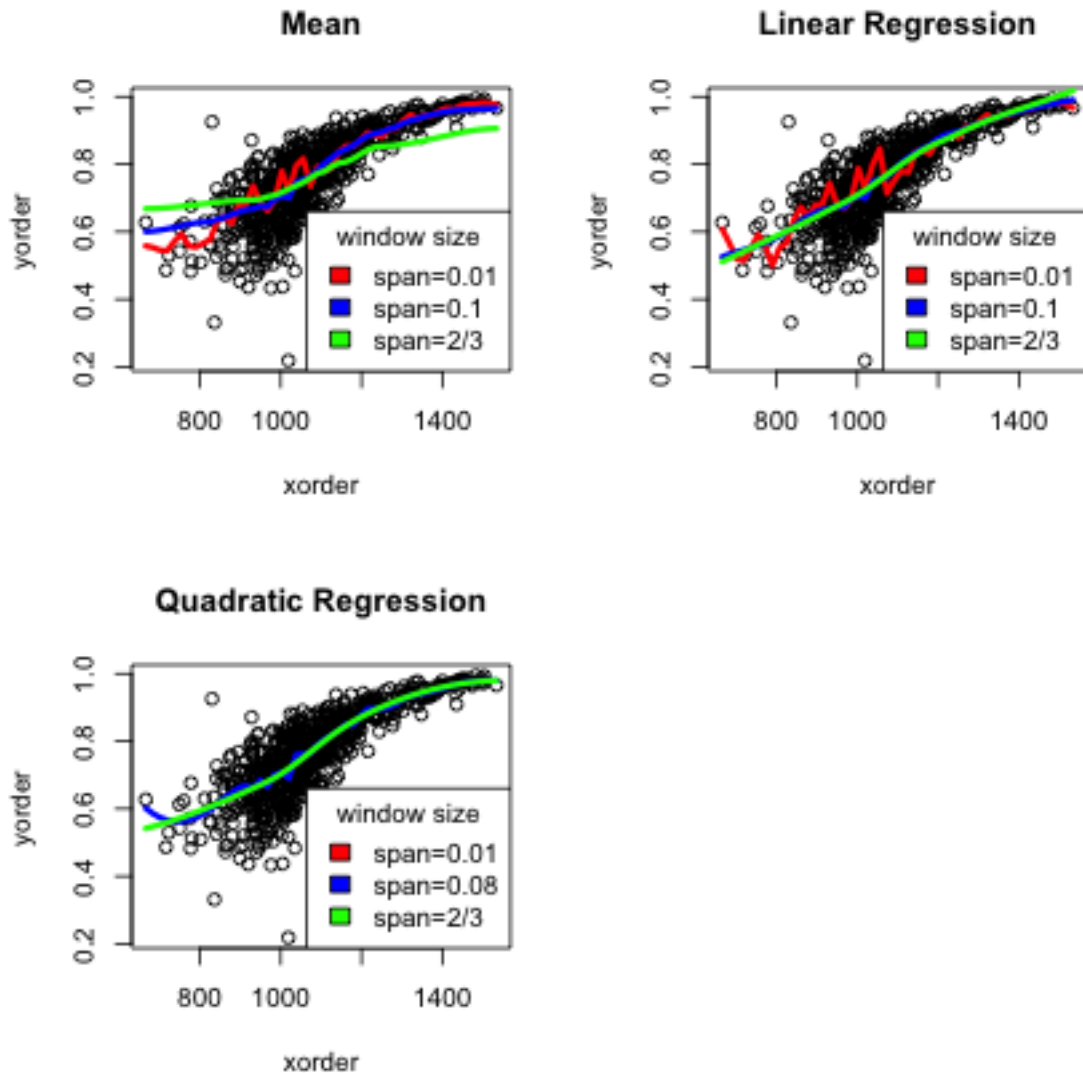 Mean
yorder
1.0
0.8
0.6
0.4
0.2
window size
span=0.01
span=0.1
span=2/3
800 1000 1400
xorder
Linear Regression
yorder
1.0
0.8
0.6
0.4
0.2
window size
span=0.01
span=0.1
span=2/3
800 1000 1400
xorder
Quadratic Regression
yorder
1.0
0.8
0.6
0.4
0.2
window size
span=0.01
span=0.08
span=2/3
800 1000 1400
xorder